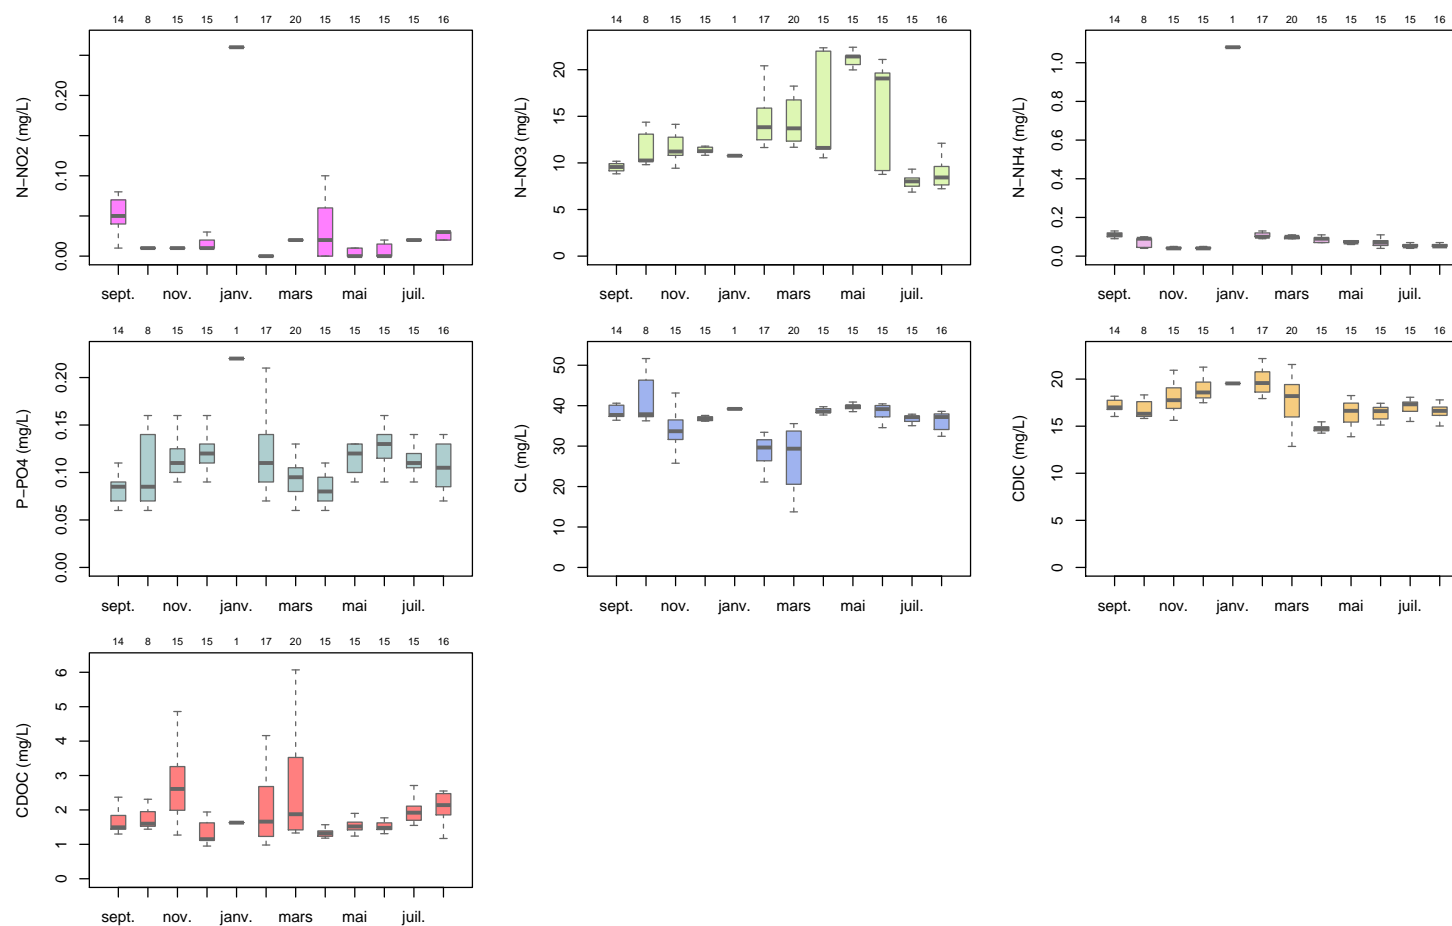 14 8 15 15 1 17 20 15 15 15 15 16
N−NO2 (mg/L)
0.00 0.10 0.20
sept. nov. janv. mars mai juil.
14 8 15 15 1 17 20 15 15 15 15 16
N−NO3 (mg/L)
0 5 10 15 20
sept. nov. janv. mars mai juil.
14 8 15 15 1 17 20 15 15 15 15 16
N−NH4 (mg/L)
0.0 0.2 0.4 0.6 0.8 1.0
sept. nov. janv. mars mai juil.
14 8 15 15 1 17 20 15 15 15 15 16
P−PO4 (mg/L)
0.00 0.05 0.10 0.15 0.20
sept. nov. janv. mars mai juil.
14 8 15 15 1 17 20 15 15 15 15 16
CL (mg/L)
0 10 20 30 40 50
sept. nov. janv. mars mai juil.
14 8 15 15 1 17 20 15 15 15 15 16
CDIC (mg/L)
0 5 10 15 20
sept. nov. janv. mars mai juil.
14 8 15 15 1 17 20 15 15 15 15 16
CDOC (mg/L)
0 1 2 3 4 5 6
sept. nov. janv. mars mai juil.